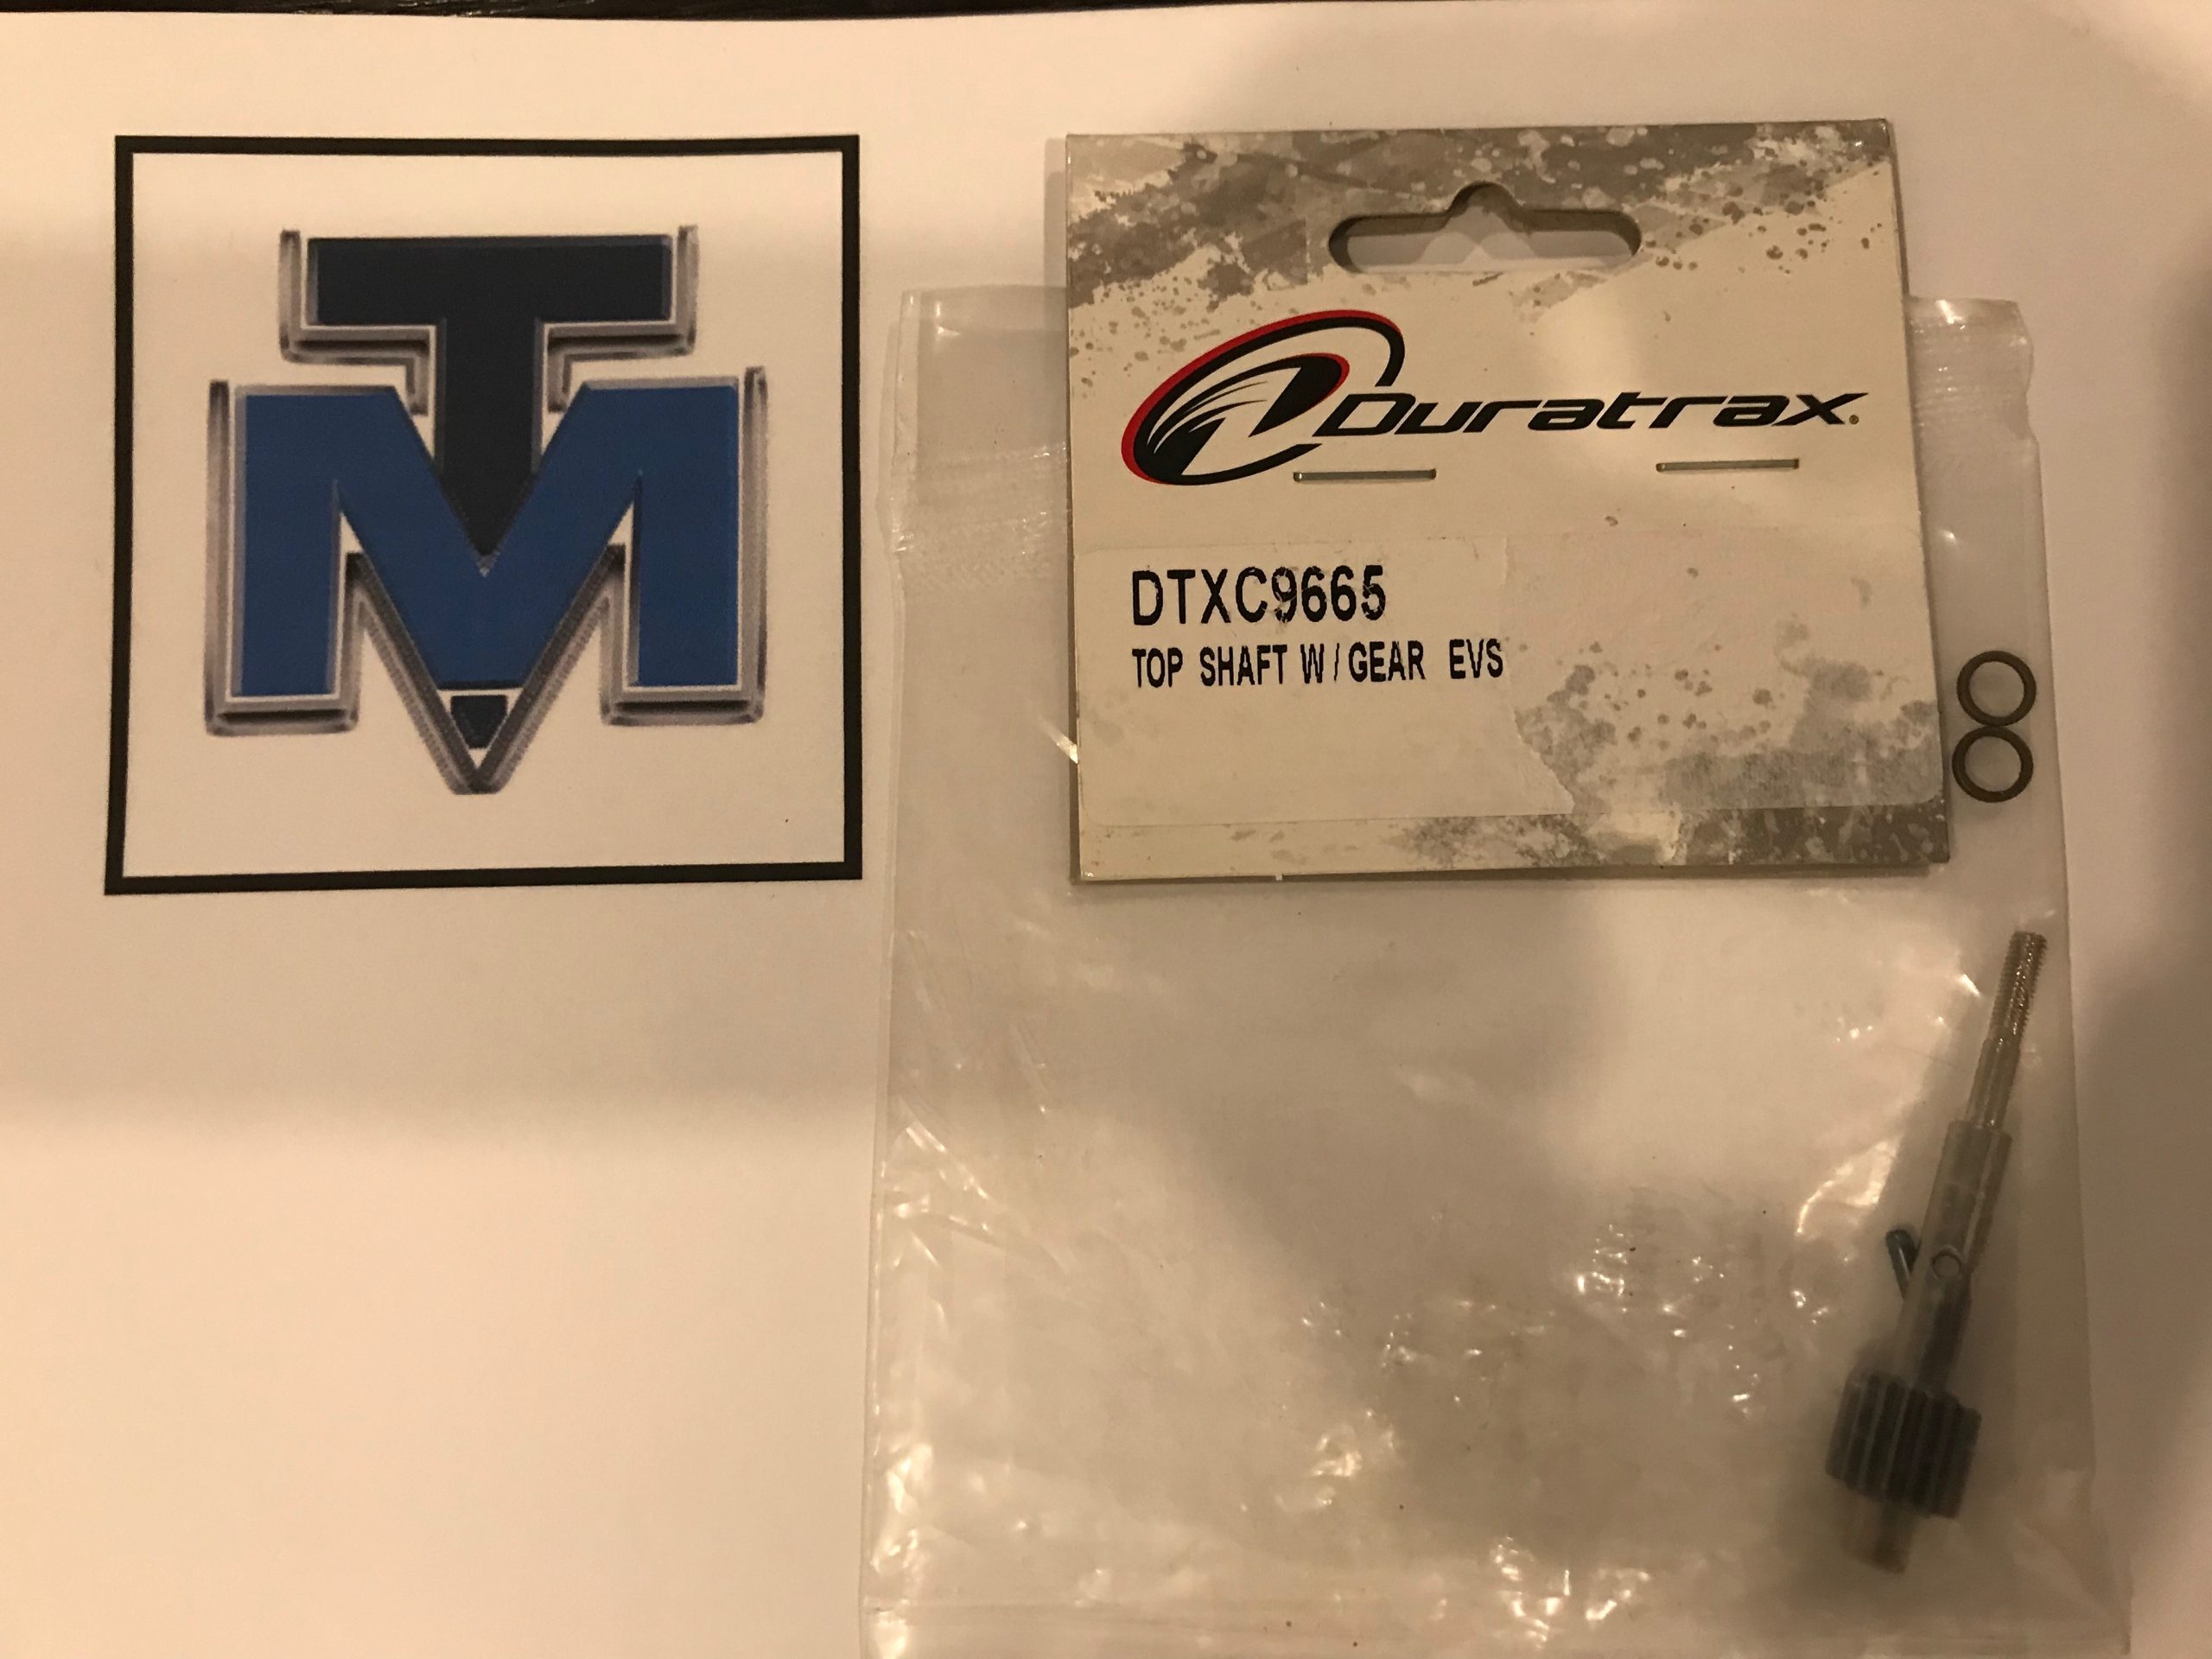 TM
Duratrax®
DTXC9665
TOP SHAFT W/GEAR EVS